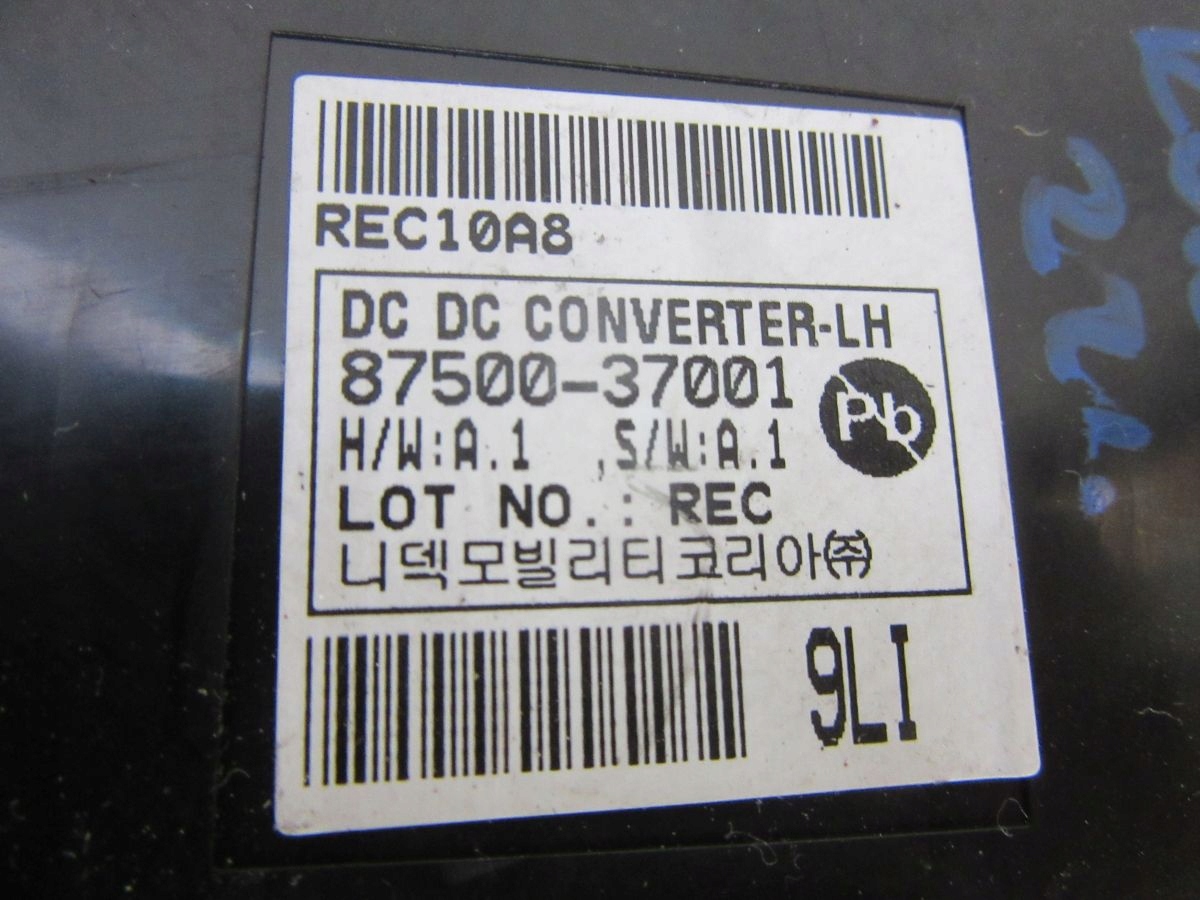 REC10A8
DC DC CONVERTER-LH
87500-37001
Pb
H/W:A.1 ,S/W:A.1
LOT NO.: REC
니덱모빌리티코리아㈜
9LI